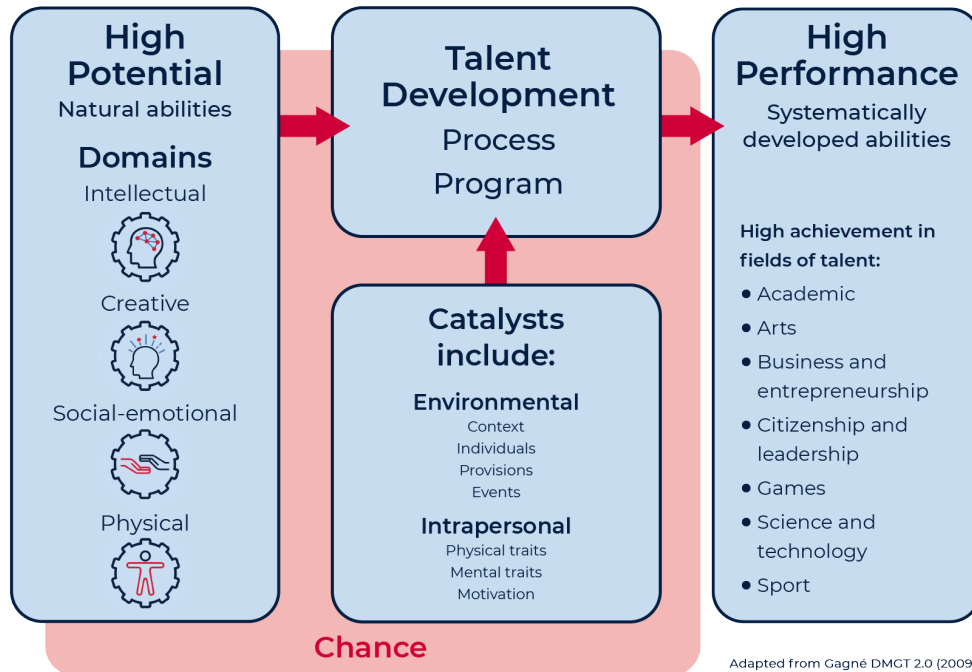 High
Potential
Natural abilities
Domains
Intellectual
Creative
Social-emotional
Physical
Talent
Development
Process
Program
Catalysts
include:
Environmental
Context
Individuals
Provisions
Events
Intrapersonal
Physical traits
Mental traits
Motivation
Chance
High
Performance
Systematically
developed abilities
High achievement in
fields of talent:
• Academic
• Arts
• Business and
entrepreneurship
• Citizenship and
leadership
• Games
• Science and
technology
• Sport
Adapted from Gagné DMGT 2.0 (2009